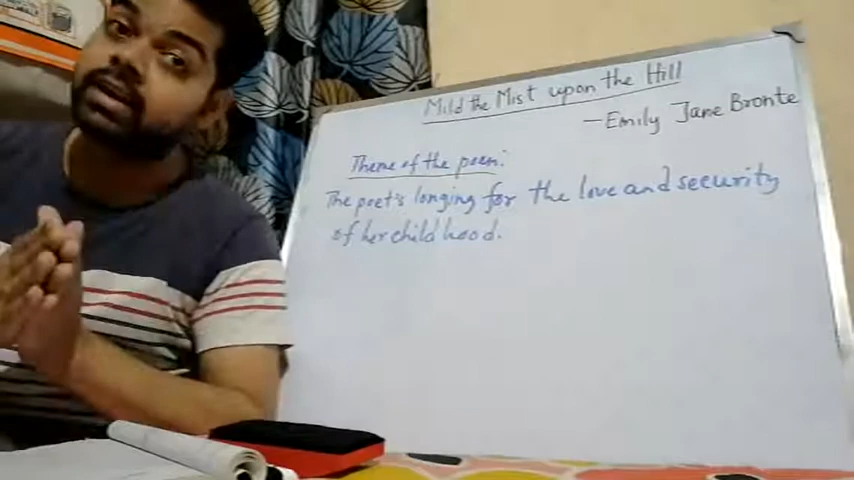 Mild the Mist upon the Hill
- Emily Jane Bronte
Theme of the poem:
The poet's longing for the love and security
of her childhood.